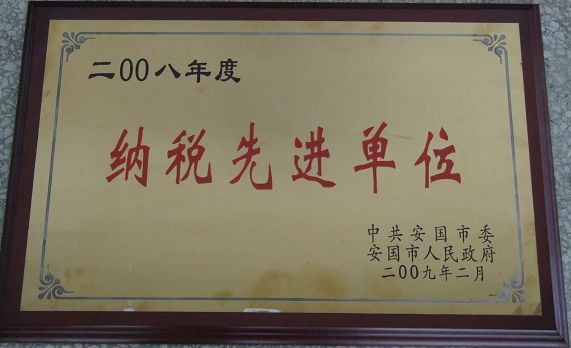 二00八年度
纳税先进单位
中共安国市委
安国市人民政府
二00九年二月